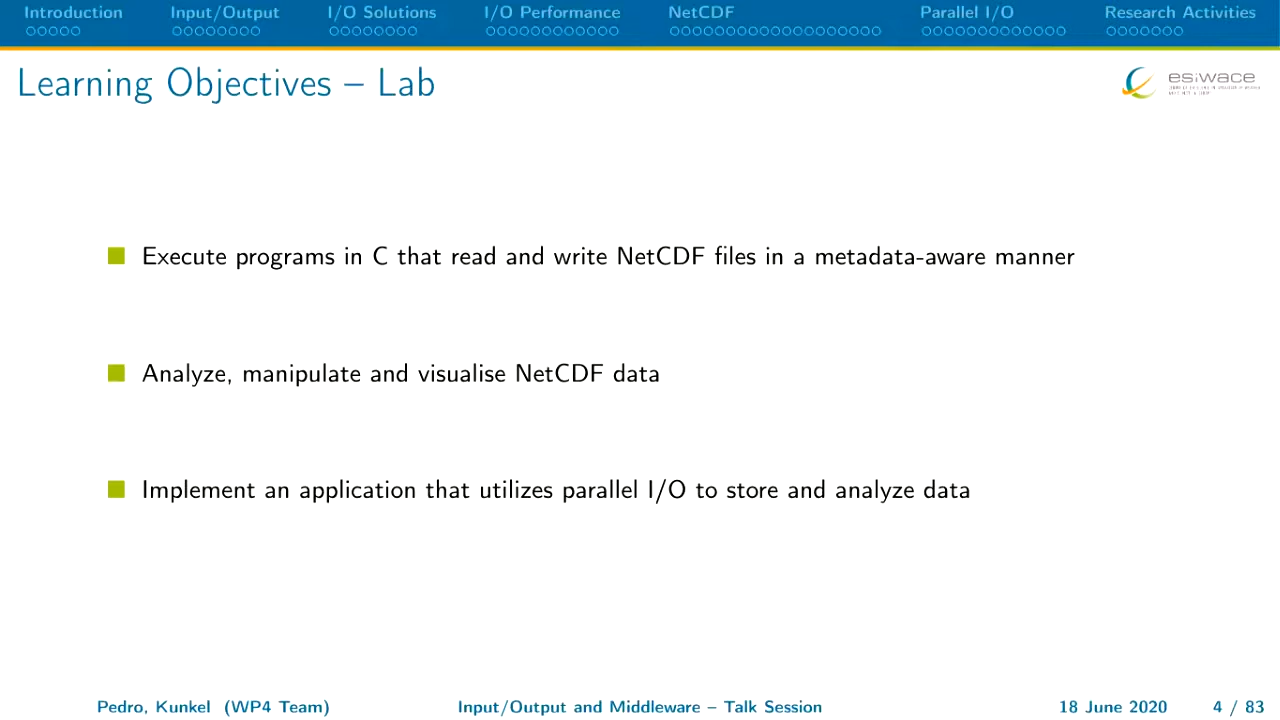 Introduction
Input/Output
I/O Solutions
I/O Performance
NetCDF
Parallel I/O
Research Activities
Learning Objectives – Lab
esiwace
Execute programs in C that read and write NetCDF files in a metadata-aware manner
Analyze, manipulate and visualise NetCDF data
Implement an application that utilizes parallel I/O to store and analyze data
Pedro, Kunkel (WP4 Team)
Input/Output and Middleware – Talk Session
18 June 2020
4 / 83